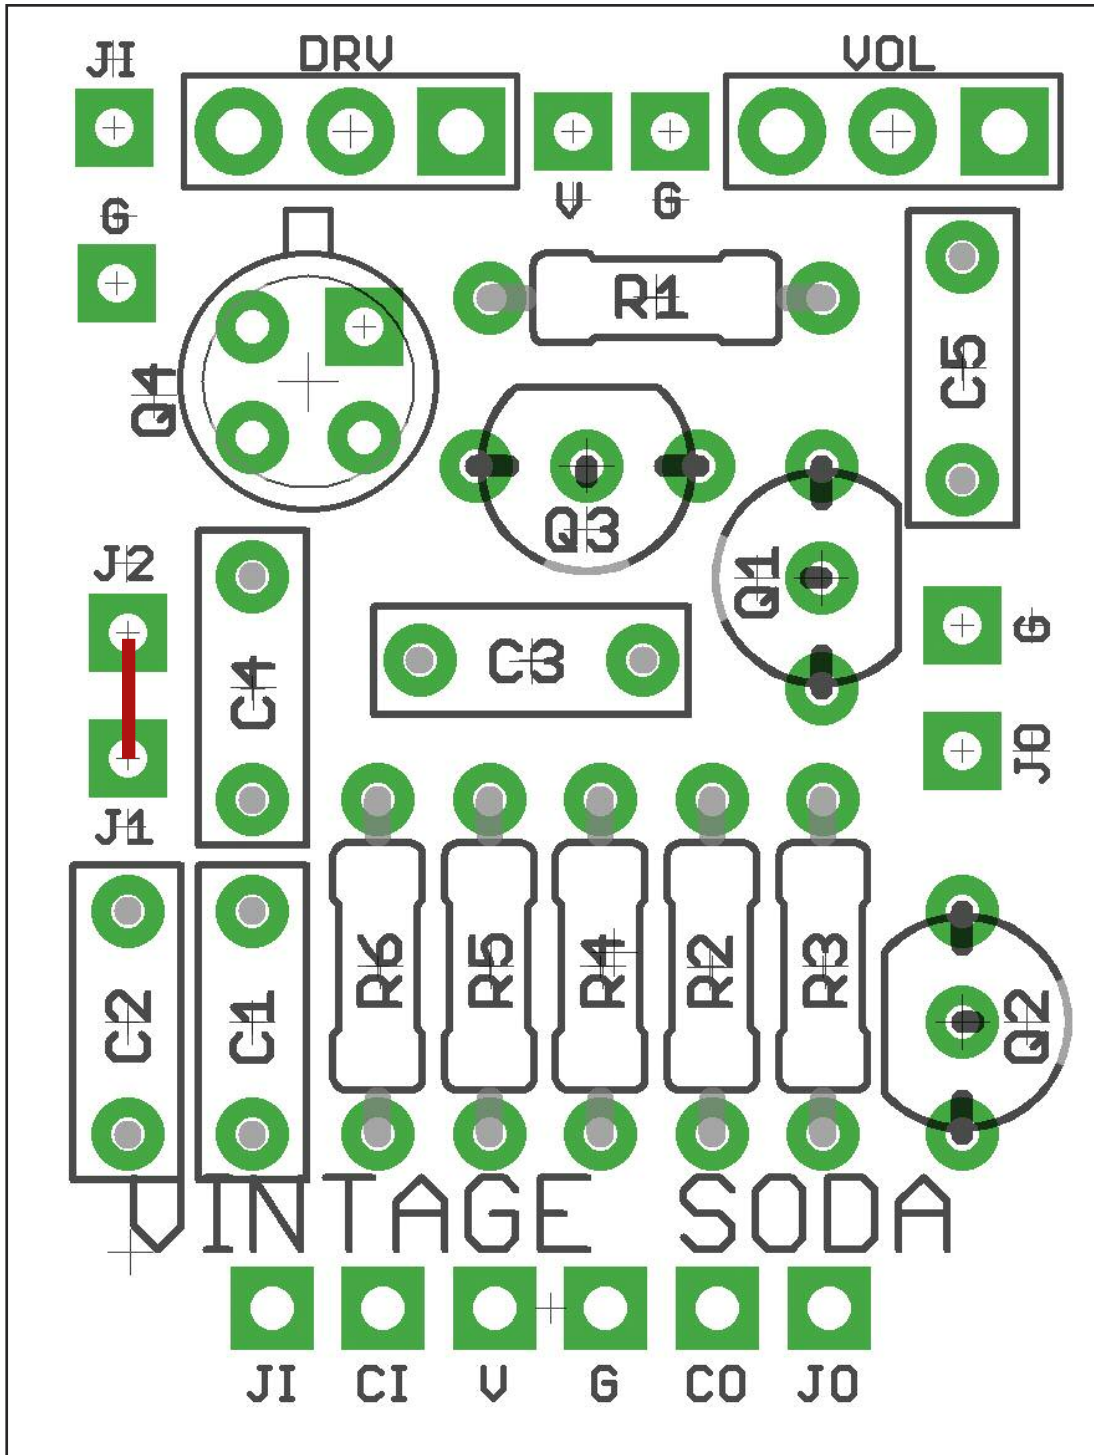 JI DRV VOL
V G
G
R1
C5
Q4
Q3
Q1
J2
G
C3
C4
JO
J1
R6 R5 R4 R2 R3
C2 C1 Q2
VINTAGE SODA
JI CI V G CO JO